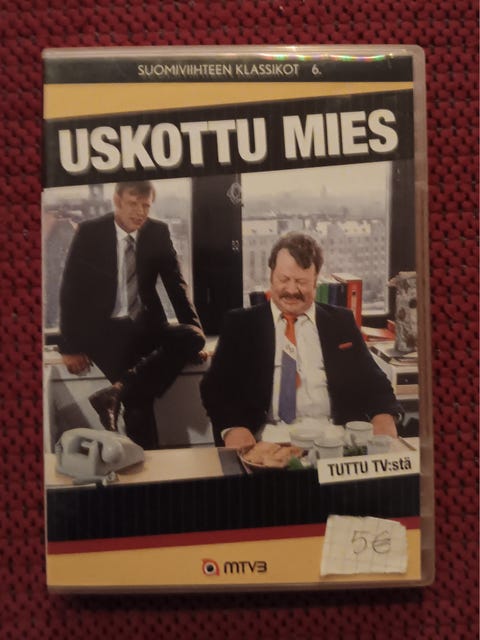 SUOMIVIIHTEEN KLASSIKOT 6.
USKOTTU MIES
TUTTU TV:stä
5€
MTV3